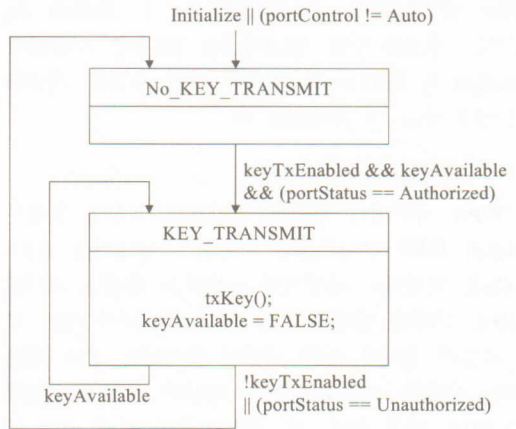 Initialize || (portControl != Auto)
No_KEY_TRANSMIT
keyTxEnabled && keyAvailable
&& (portStatus == Authorized)
KEY_TRANSMIT
txKey();
keyAvailable = FALSE;
keyAvailable
!keyTxEnabled
|| (portStatus == Unauthorized)